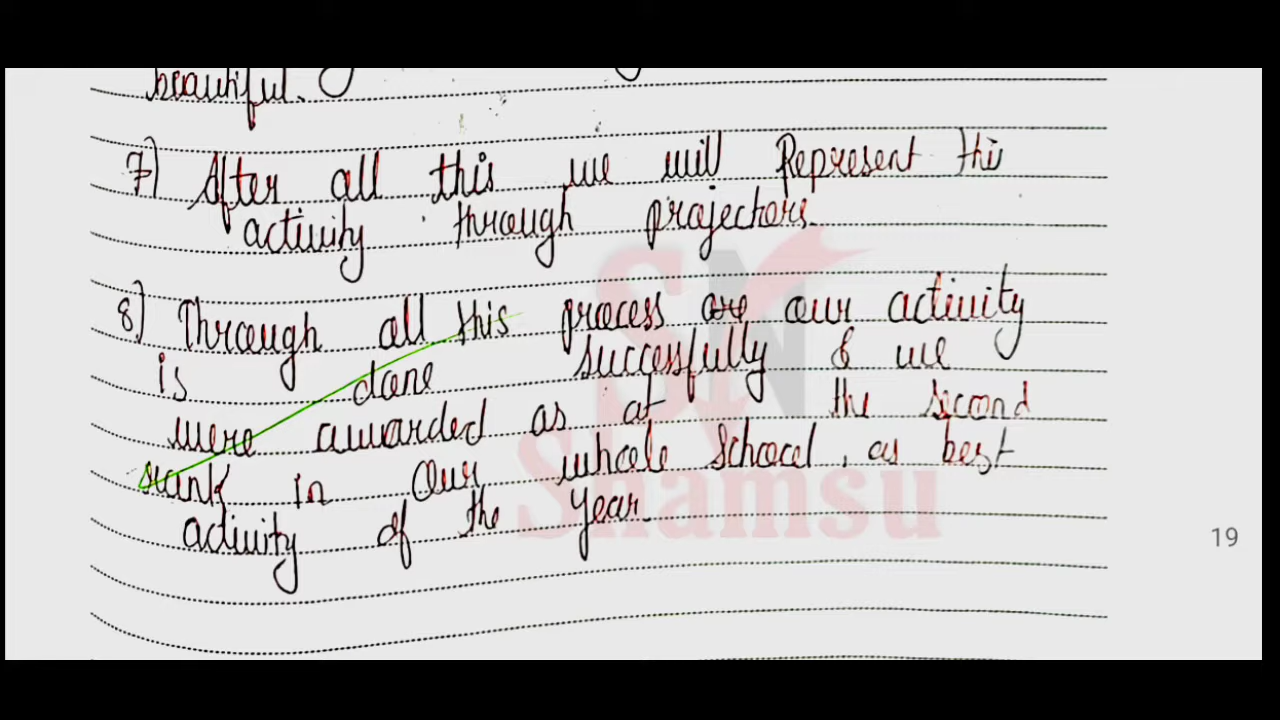 beautiful.
7) After all this we will Represent this
activity through projectors.
8) Through all this process are our activity
is done successfully & we
were awarded as at the second
rank in our whole School, as best
activity of the year.
SN
Shamsu
19